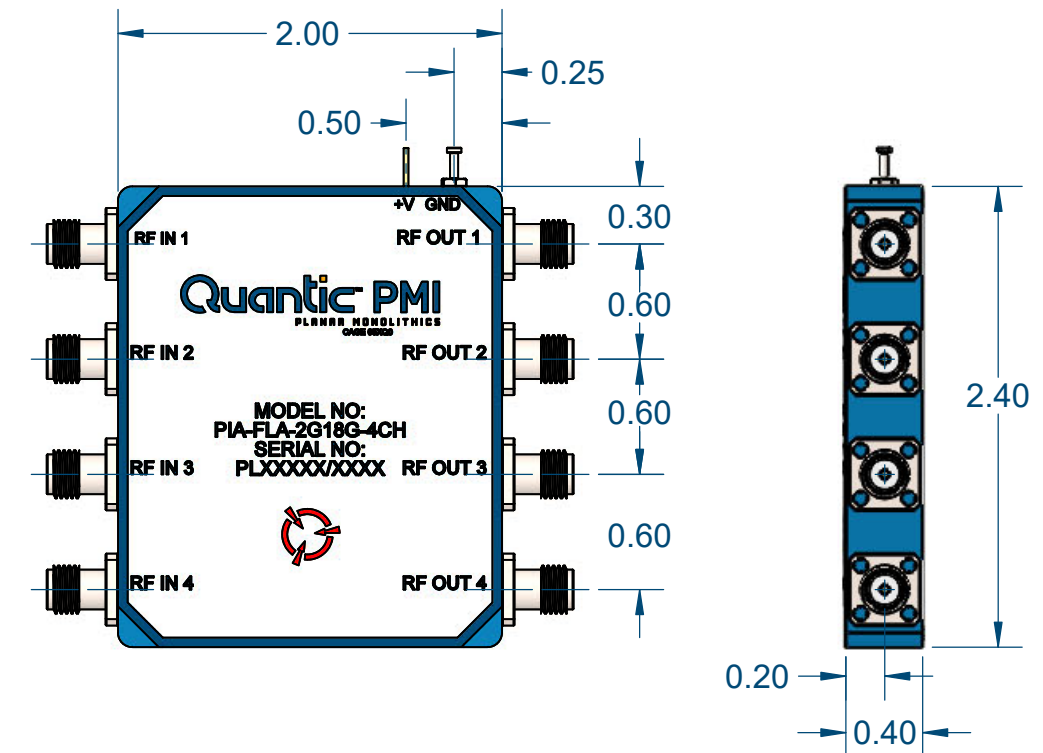 2.00
0.25
0.50
+V GND
0.30
RF IN 1
RF OUT 1
Quantic PMI
PLANAR MONOLITHICS
0.60
RF IN 2
RF OUT 2
MODEL NO:
PIA-FLA-2G18G-4CH
SERIAL NO:
PLXXXXX/XXXX
0.60
2.40
RF IN 3
RF OUT 3
0.60
RF IN 4
RF OUT 4
0.20
0.40